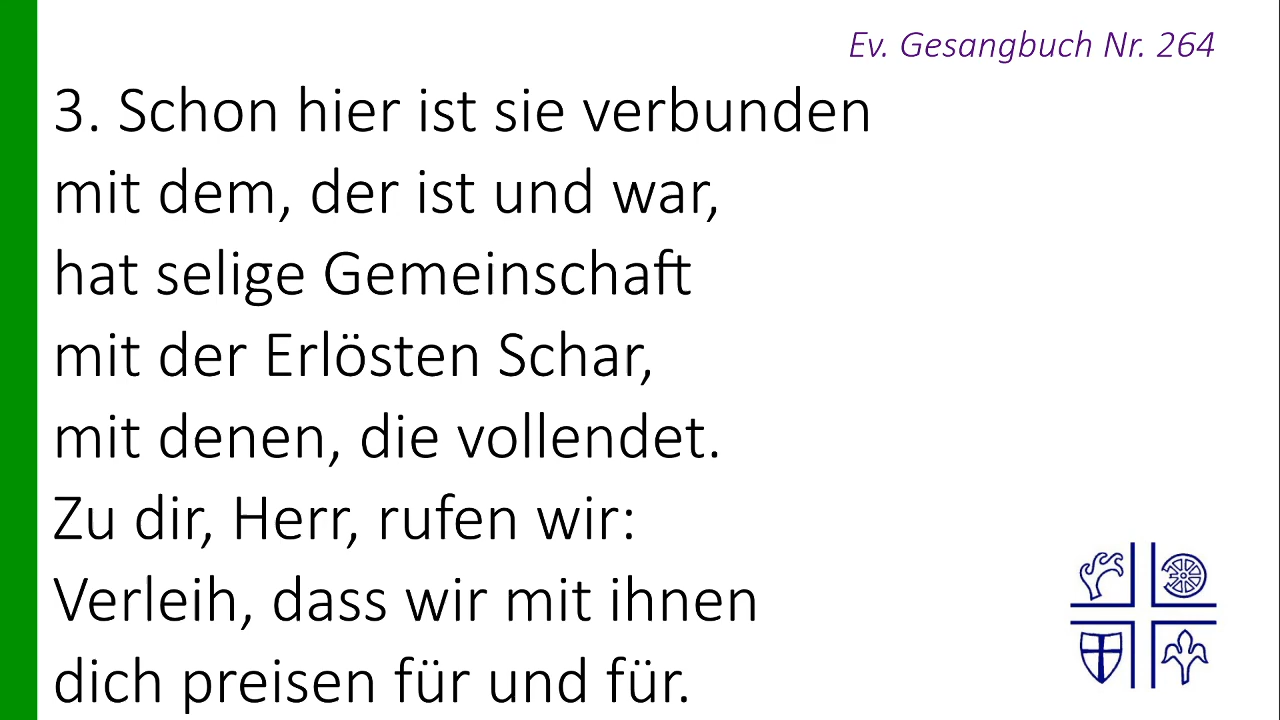 Ev. Gesangbuch Nr. 264
3. Schon hier ist sie verbunden
mit dem, der ist und war,
hat selige Gemeinschaft
mit der Erlösten Schar,
mit denen, die vollendet.
Zu dir, Herr, rufen wir:
Verleih, dass wir mit ihnen
dich preisen für und für.